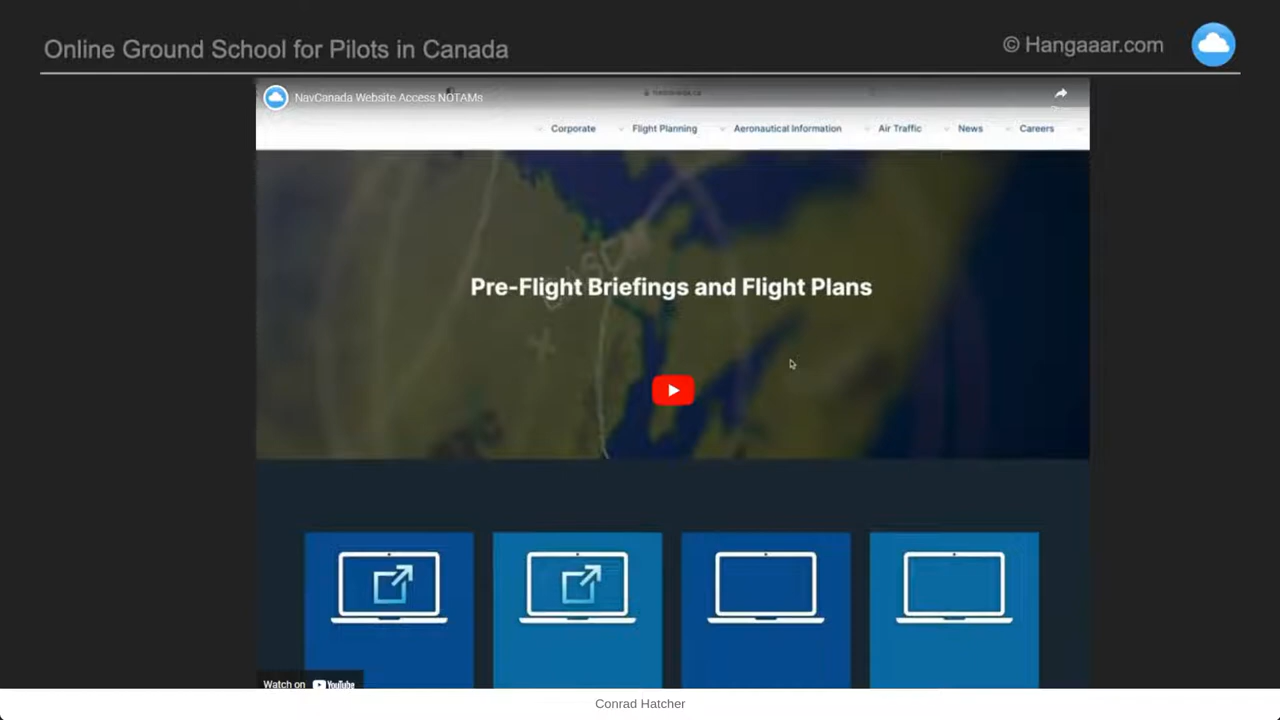 Online Ground School for Pilots in Canada
© Hangaaar.com
NavCanada Website Access NOTAMs
Corporate Flight Planning Aeronautical Information Air Traffic News Careers
Pre-Flight Briefings and Flight Plans
Watch on YouTube
Conrad Hatcher